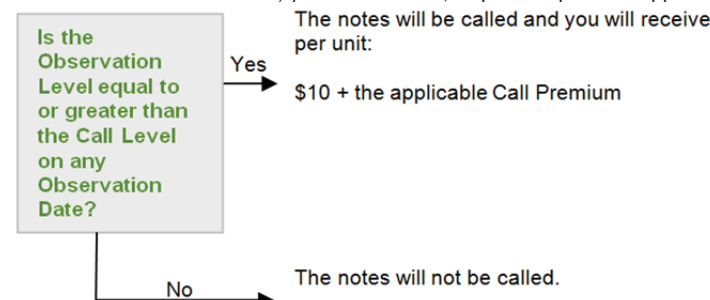 The notes will be called and you will receive
per unit:
$10 + the applicable Call Premium
Is the
Observation
Level equal to
or greater than
the Call Level
on any
Observation
Date?
Yes
No
The notes will not be called.